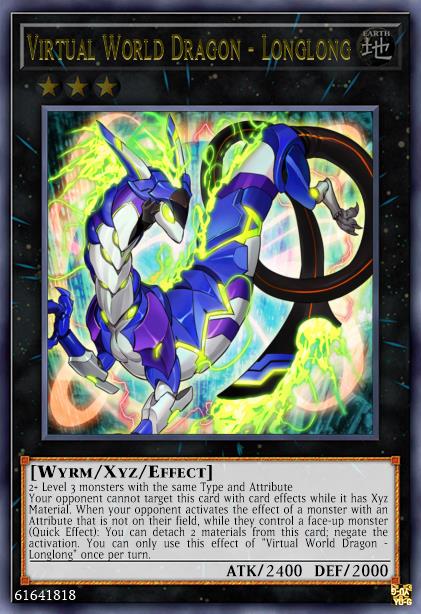 Virtual World Dragon - Longlong
EARTH
地
[Wyrm/Xyz/Effect]
2+ Level 3 monsters with the same Type and Attribute
Your opponent cannot target this card with card effects while it has Xyz
Material. When your opponent activates the effect of a monster with an
Attribute that is not on their field, while they control a face-up monster
(Quick Effect): You can detach 2 materials from this card; negate the
activation. You can only use this effect of "Virtual World Dragon -
Longlong" once per turn.
ATK/2400 DEF/2000
61641818